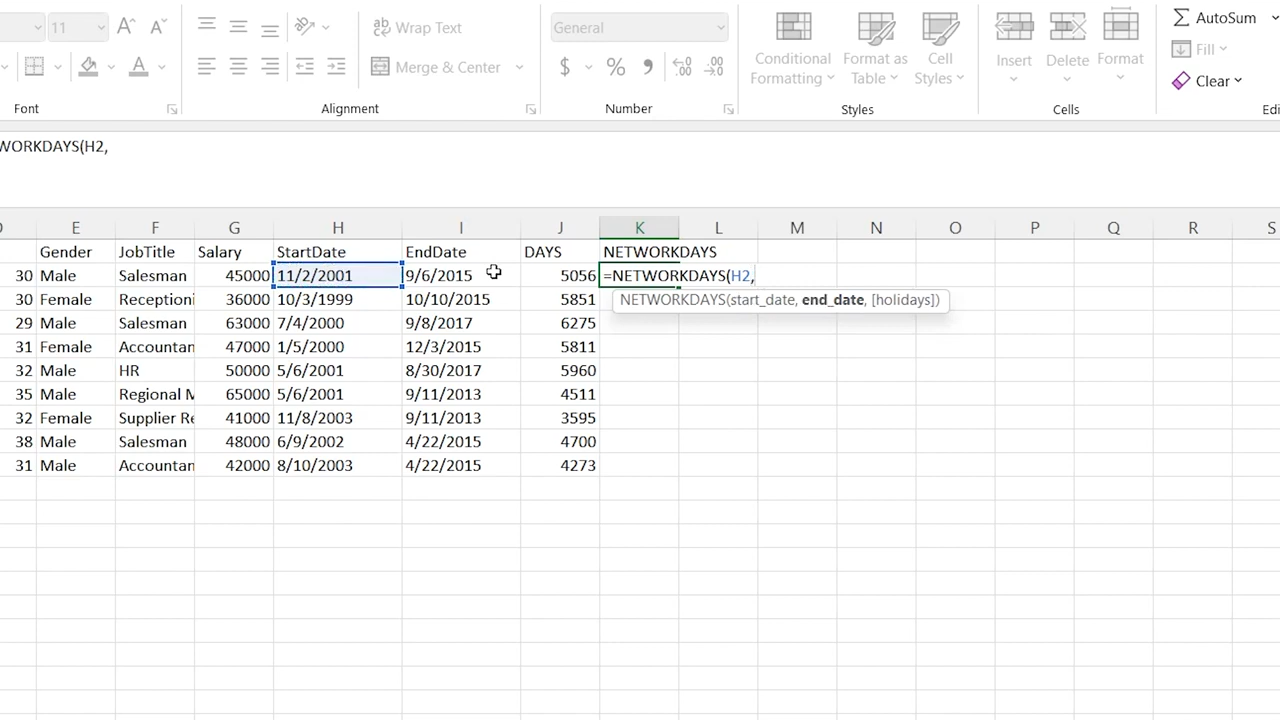 11 A^ Aˇ ab Wrap Text General Conditional Formatting Format as Table Cell Styles Insert Delete Format Σ AutoSum
A Merge & Center $ % 9 Fill
Clear
Font Alignment Number Styles Cells Edi
WORKDAYS(H2,
E F G H I J K L M N O P Q R S
Gender JobTitle Salary StartDate EndDate DAYS NETWORKDAYS
30 Male Salesman 45000 11/2/2001 9/6/2015 5056 =NETWORKDAYS(H2,
30 Female Receptioni 36000 10/3/1999 10/10/2015 5851 NETWORKDAYS(start_date, end_date, [holidays])
29 Male Salesman 63000 7/4/2000 9/8/2017 6275
31 Female Accountan 47000 1/5/2000 12/3/2015 5811
32 Male HR 50000 5/6/2001 8/30/2017 5960
35 Male Regional M 65000 5/6/2001 9/11/2013 4511
32 Female Supplier Re 41000 11/8/2003 9/11/2013 3595
38 Male Salesman 48000 6/9/2002 4/22/2015 4700
31 Male Accountan 42000 8/10/2003 4/22/2015 4273